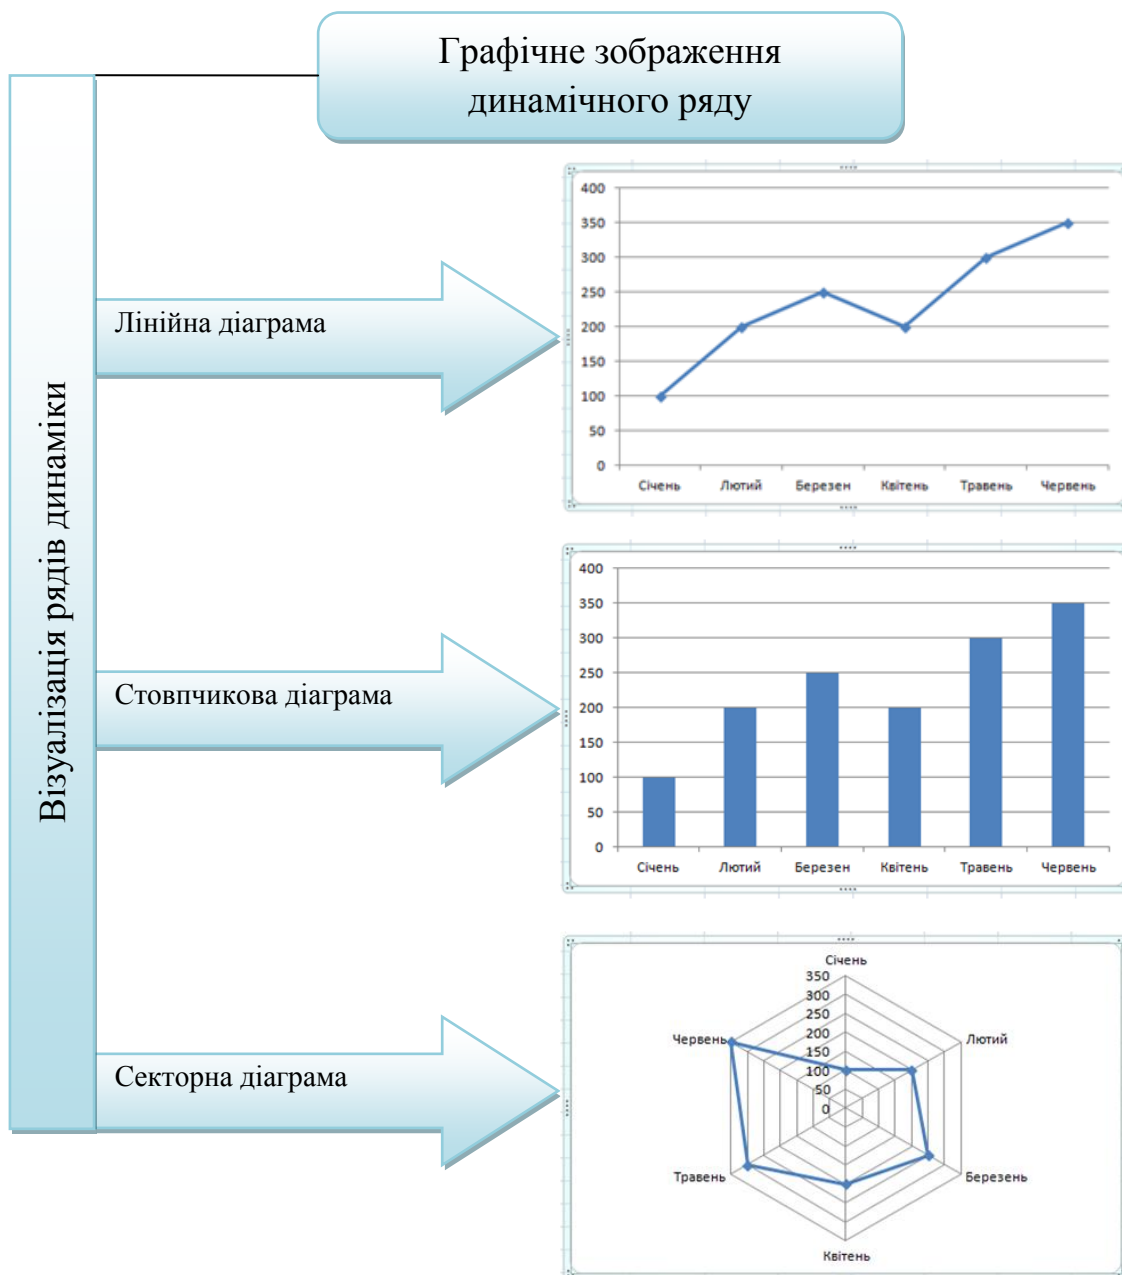 Графічне зображення
динамічного ряду
Візуалізація рядів динаміки
Лінійна діаграма
400
350
300
250
200
150
100
50
0
Січень Лютий Березен Квітень Травень Червень
Стовпчикова діаграма
400
350
300
250
200
150
100
50
0
Січень Лютий Березен Квітень Травень Червень
Секторна діаграма
Січень
350
300
250
200
150
100
50
0
Червень Лютий
Травень Березень
Квітень